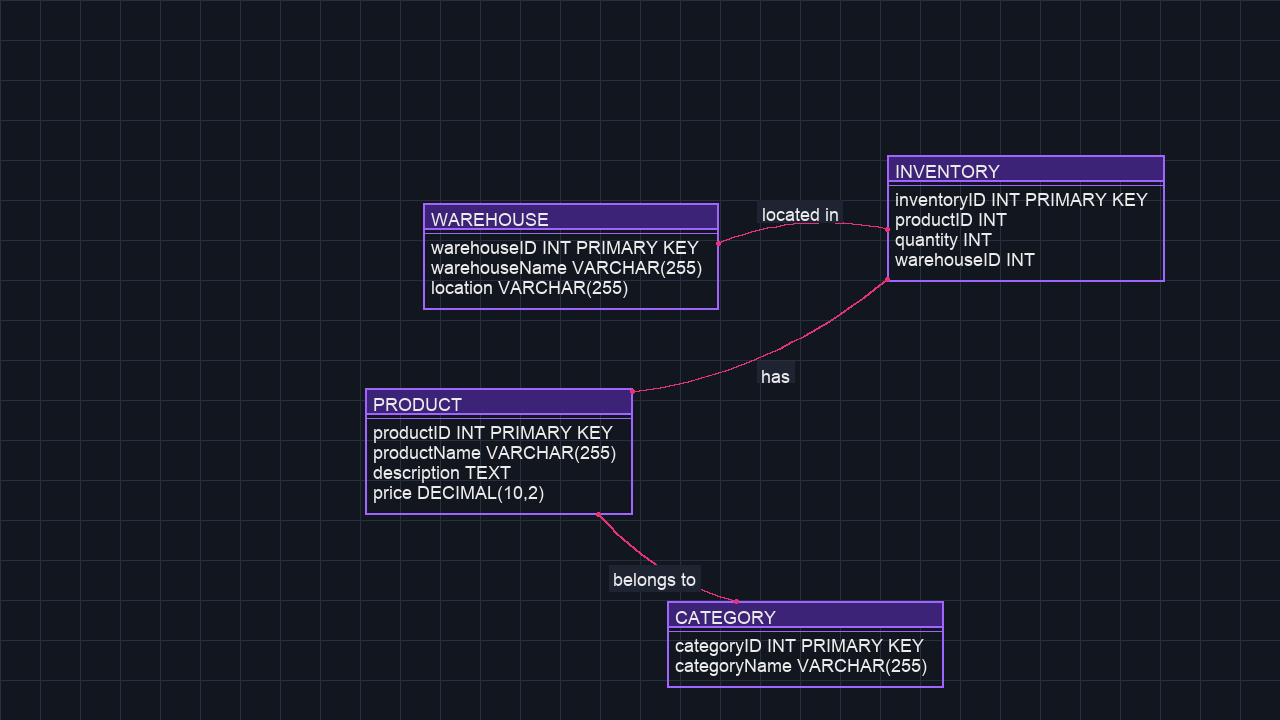 INVENTORY
inventoryID INT PRIMARY KEY
productID INT
quantity INT
warehouseID INT
located in
WAREHOUSE
warehouseID INT PRIMARY KEY
warehouseName VARCHAR(255)
location VARCHAR(255)
has
PRODUCT
productID INT PRIMARY KEY
productName VARCHAR(255)
description TEXT
price DECIMAL(10,2)
belongs to
CATEGORY
categoryID INT PRIMARY KEY
categoryName VARCHAR(255)